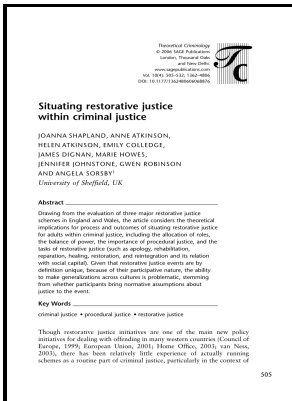 Theoretical Criminology
© 2006 SAGE Publications
London, Thousand Oaks
and New Delhi.
www.sagepublications.com
Vol. 10(4): 505–532; 1362–4806
DOI: 10.1177/1362480606068876
TC
Situating restorative justice
within criminal justice
JOANNA SHAPLAND, ANNE ATKINSON,
HELEN ATKINSON, EMILY COLLEDGE,
JAMES DIGNAN, MARIE HOWES,
JENNIFER JOHNSTONE, GWEN ROBINSON
AND ANGELA SORSBY1
University of Sheffield, UK
Abstract
Drawing from the evaluation of three major restorative justice
schemes in England and Wales, the article considers the theoretical
implications for process and outcomes of situating restorative justice
for adults within criminal justice, including the allocation of roles,
the balance of power, the importance of procedural justice, and the
tasks of restorative justice (such as apology, rehabilitation,
reparation, healing, restoration, and reintegration and its relation
with social capital). Given that restorative justice events are by
definition unique, because of their participative nature, the ability
to make generalizations across cultures is problematic, stemming
from whether participants bring normative assumptions about
justice to the event.
Key Words
criminal justice • procedural justice • restorative justice
Though restorative justice initiatives are one of the main new policy
initiatives for dealing with offending in many western countries (Council of
Europe, 1999; European Union, 2001; Home Office, 2003; van Ness,
2003), there has been relatively little experience of actually running
schemes as a routine part of criminal justice, particularly in the context of
505